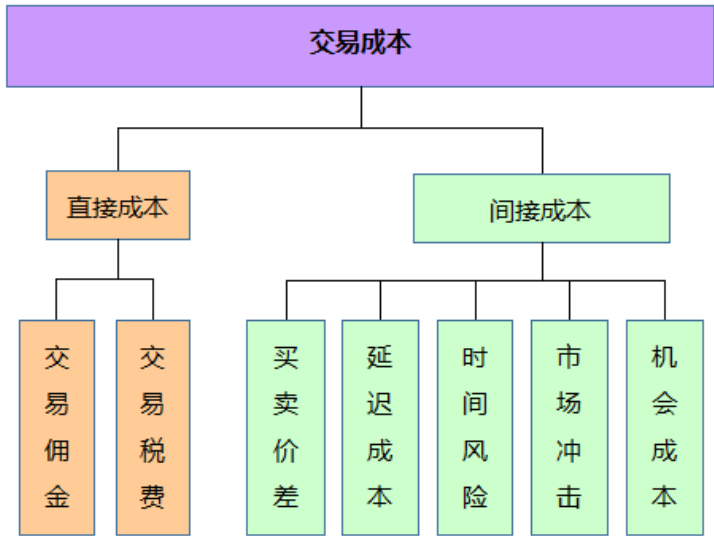 交易成本
直接成本
间接成本
交易佣金
交易税费
买卖价差
延迟成本
时间风险
市场冲击
机会成本